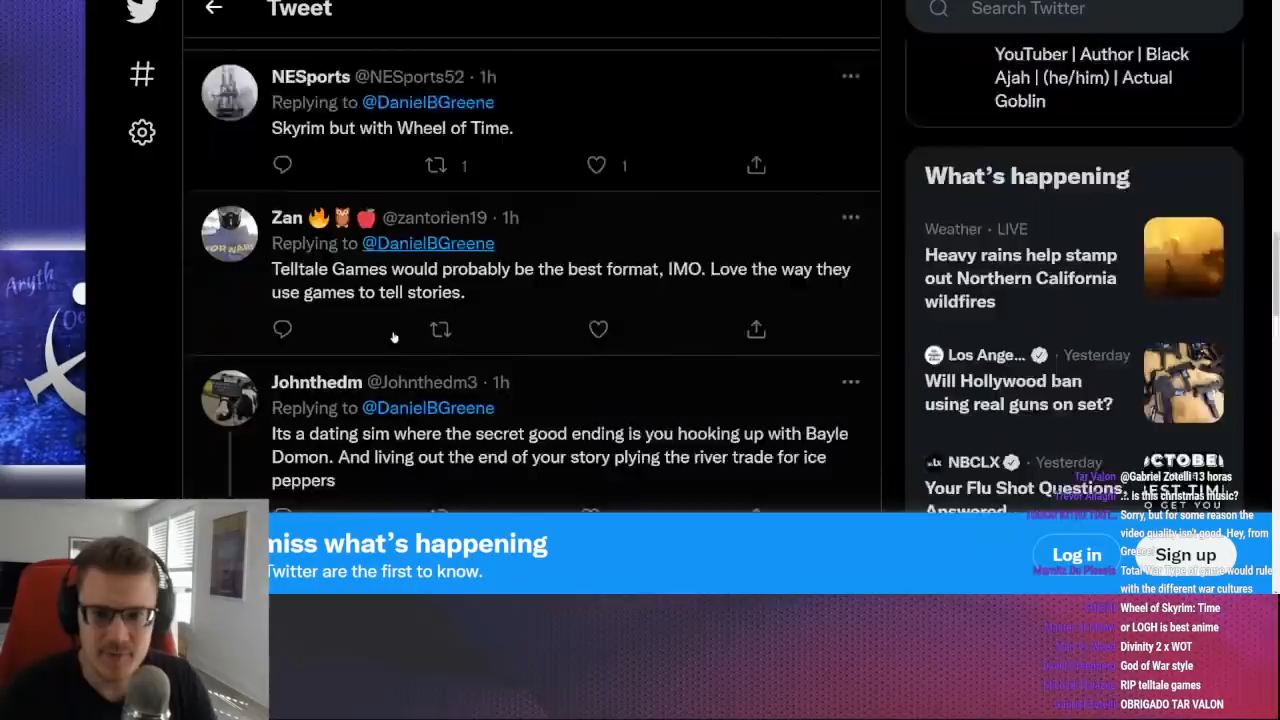 Tweet
Search Twitter
YouTuber | Author | Black
Ajah | (he/him) | Actual
Goblin
NESports @NESports52 · 1h
Replying to @DanielBGreene
Skyrim but with Wheel of Time.
1
1
Zan 🔥🦉🍎 @zantorien19 · 1h
Replying to @DanielBGreene
Telltale Games would probably be the best format, IMO. Love the way they
use games to tell stories.
Johnthedm @Johnthedm3 · 1h
Replying to @DanielBGreene
Its a dating sim where the secret good ending is you hooking up with Bayle
Domon. And living out the end of your story plying the river trade for ice
peppers
What's happening
Weather · LIVE
Heavy rains help stamp
out Northern California
wildfires
Los Ange... · Yesterday
Will Hollywood ban
using real guns on set?
NBCLX · Yesterday
Your Flu Shot Questions,
Answered
Aryth
miss what's happening
Twitter are the first to know.
Log in
Sign up
Tar Valon @Gabriel Zotelli 13 horas
... is this christmas music?
Sorry, but for some reason the
video quality isn't good. Hey, from
Total War Type of game would rule
with the different war cultures
Wheel of Skyrim: Time
or LOGH is best anime
Divinity 2 x WOT
God of War style
RIP telltale games
OBRIGADO TAR VALON